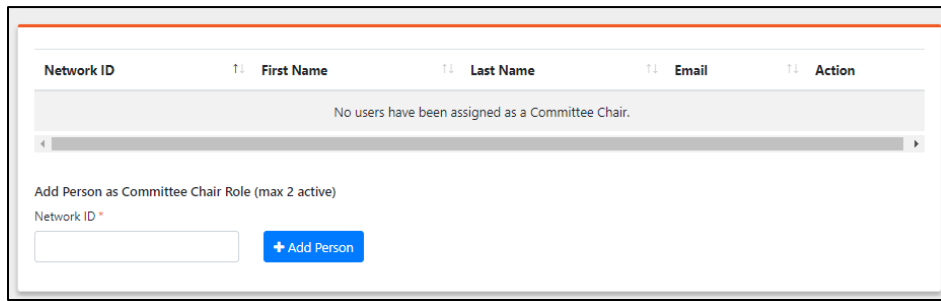 Network ID First Name Last Name Email Action
No users have been assigned as a Committee Chair.
Add Person as Committee Chair Role (max 2 active)
Network ID *
+ Add Person